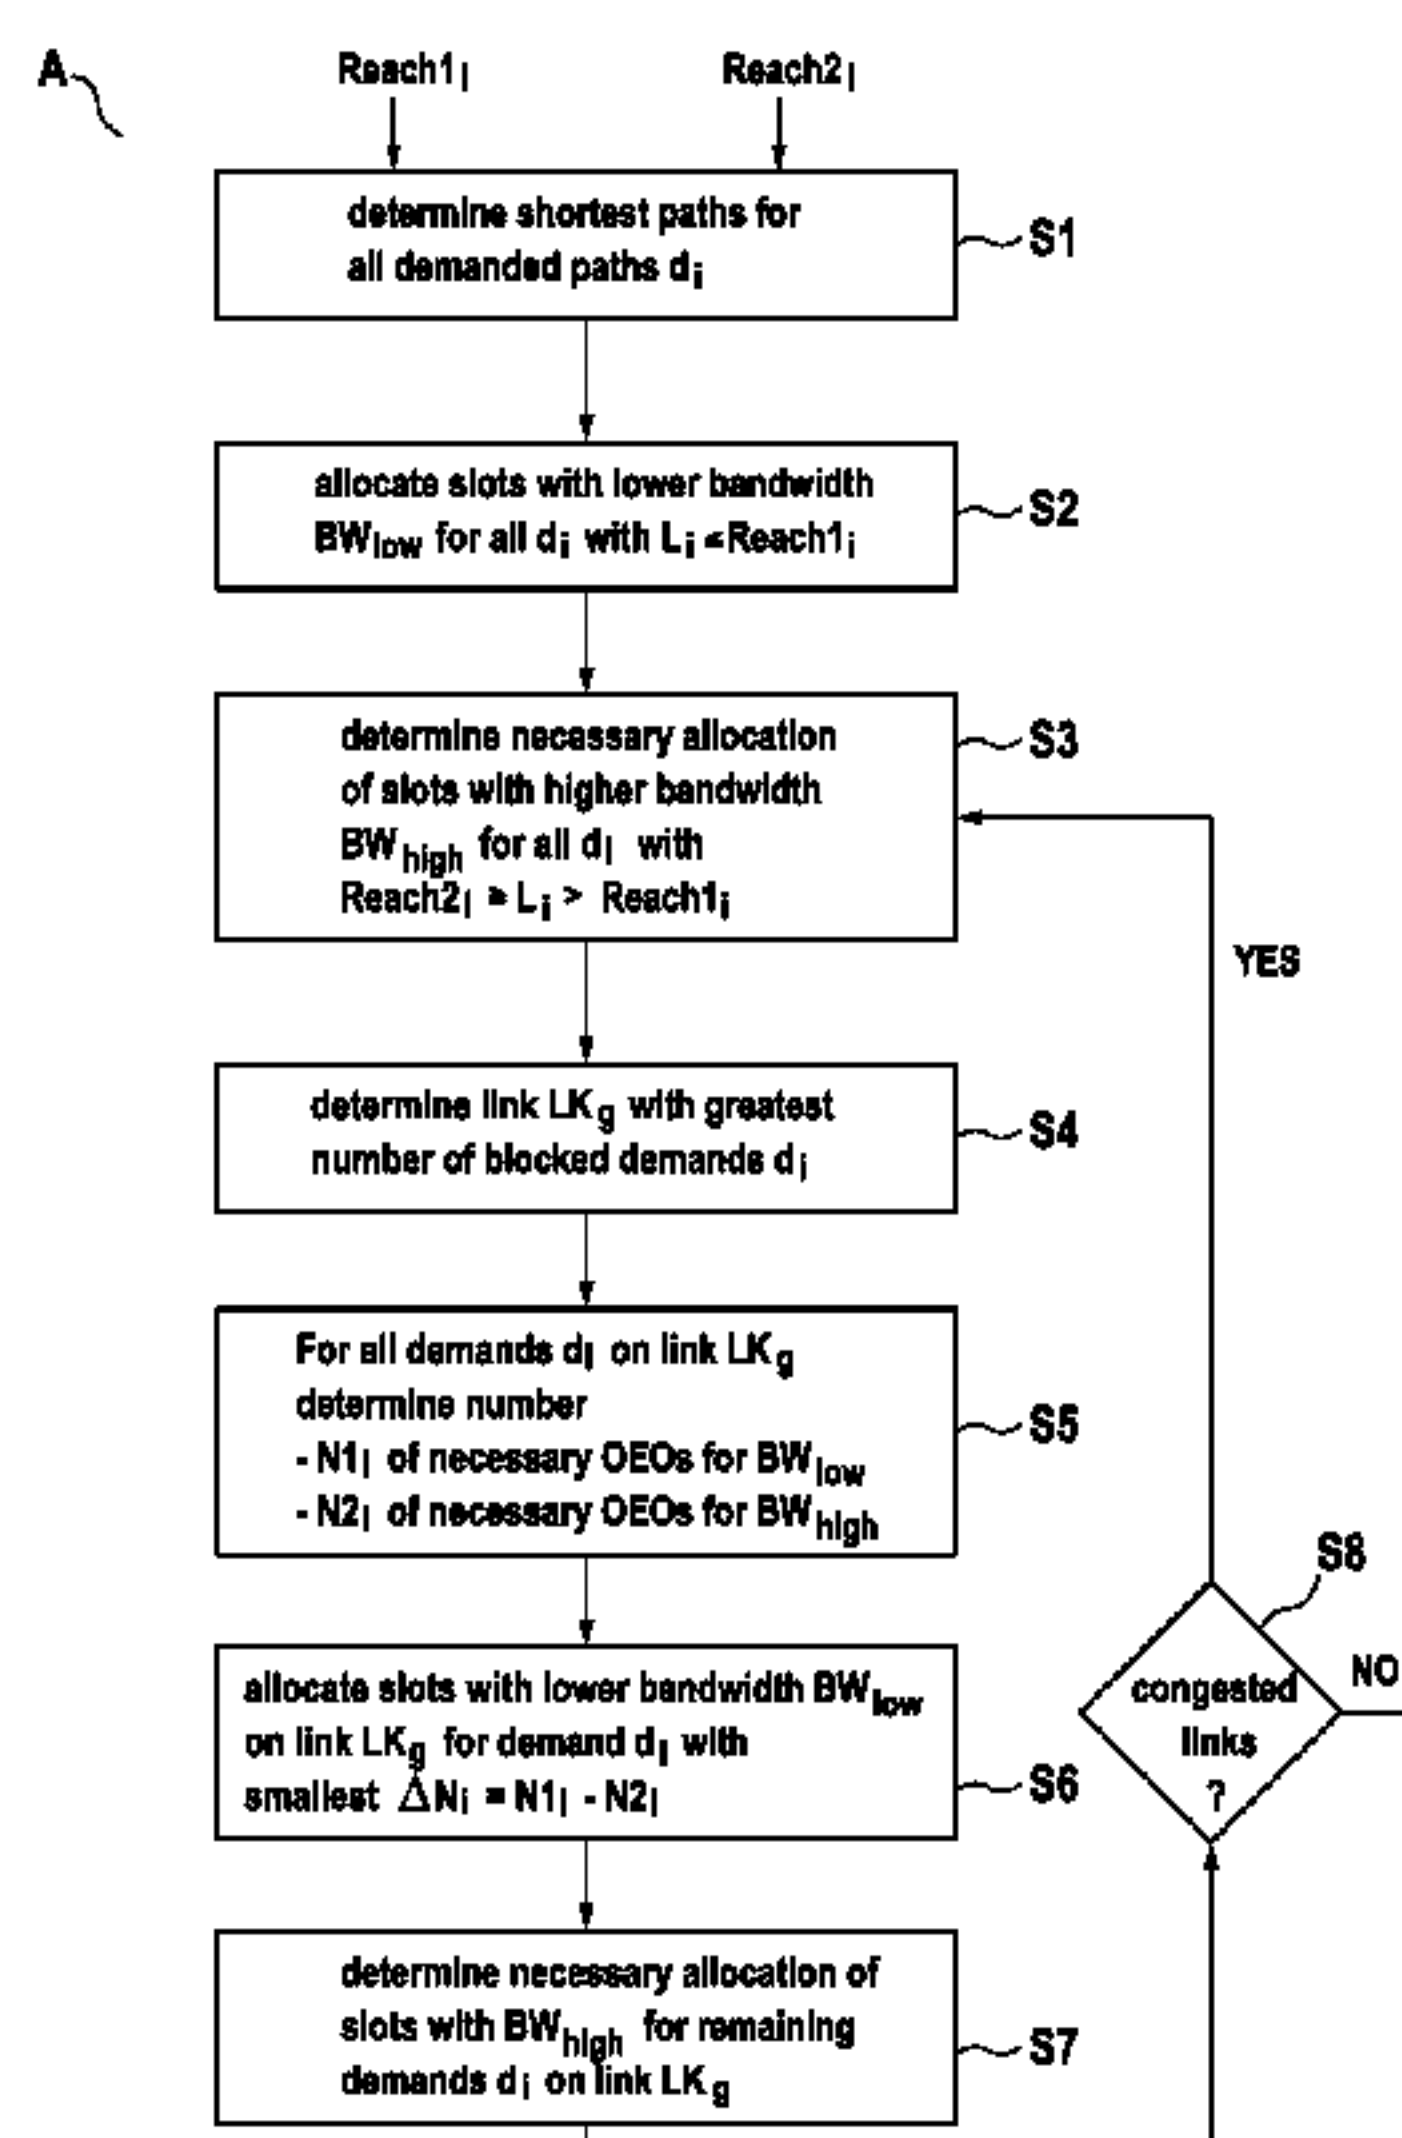 A
Reach1i
Reach2i
determine shortest paths for
all demanded paths di
S1
allocate slots with lower bandwidth
BWlow for all di with Li ≤Reach1i
S2
determine necessary allocation
of slots with higher bandwidth
BWhigh for all di with
Reach2i ≥ Li > Reach1i
S3
YES
determine link LKg with greatest
number of blocked demands di
S4
For all demands di on link LKg
determine number
- N1i of necessary OEOs for BWlow
- N2i of necessary OEOs for BWhigh
S5
S8
congested
links
?
NO
allocate slots with lower bandwidth BWlow
on link LKg for demand di with
smallest ΔNi = N1i - N2i
S6
determine necessary allocation of
slots with BWhigh for remaining
demands di on link LKg
S7